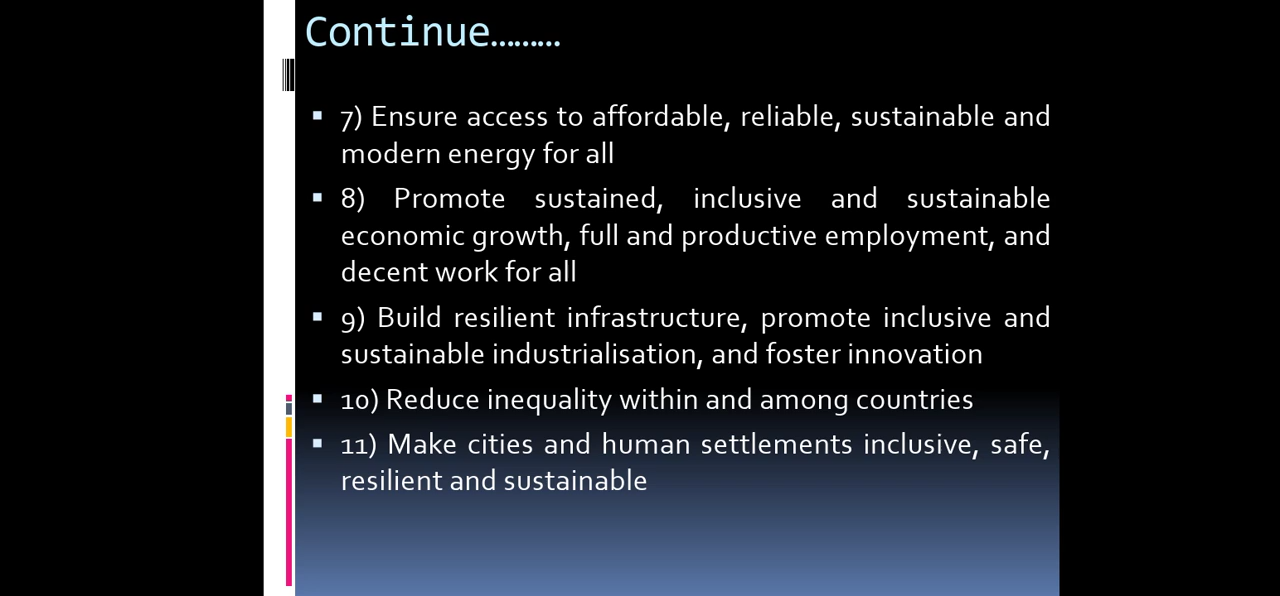 Continue.........
▪ 7) Ensure access to affordable, reliable, sustainable and
modern energy for all
▪ 8) Promote sustained, inclusive and sustainable
economic growth, full and productive employment, and
decent work for all
▪ 9) Build resilient infrastructure, promote inclusive and
sustainable industrialisation, and foster innovation
▪ 10) Reduce inequality within and among countries
▪ 11) Make cities and human settlements inclusive, safe,
resilient and sustainable